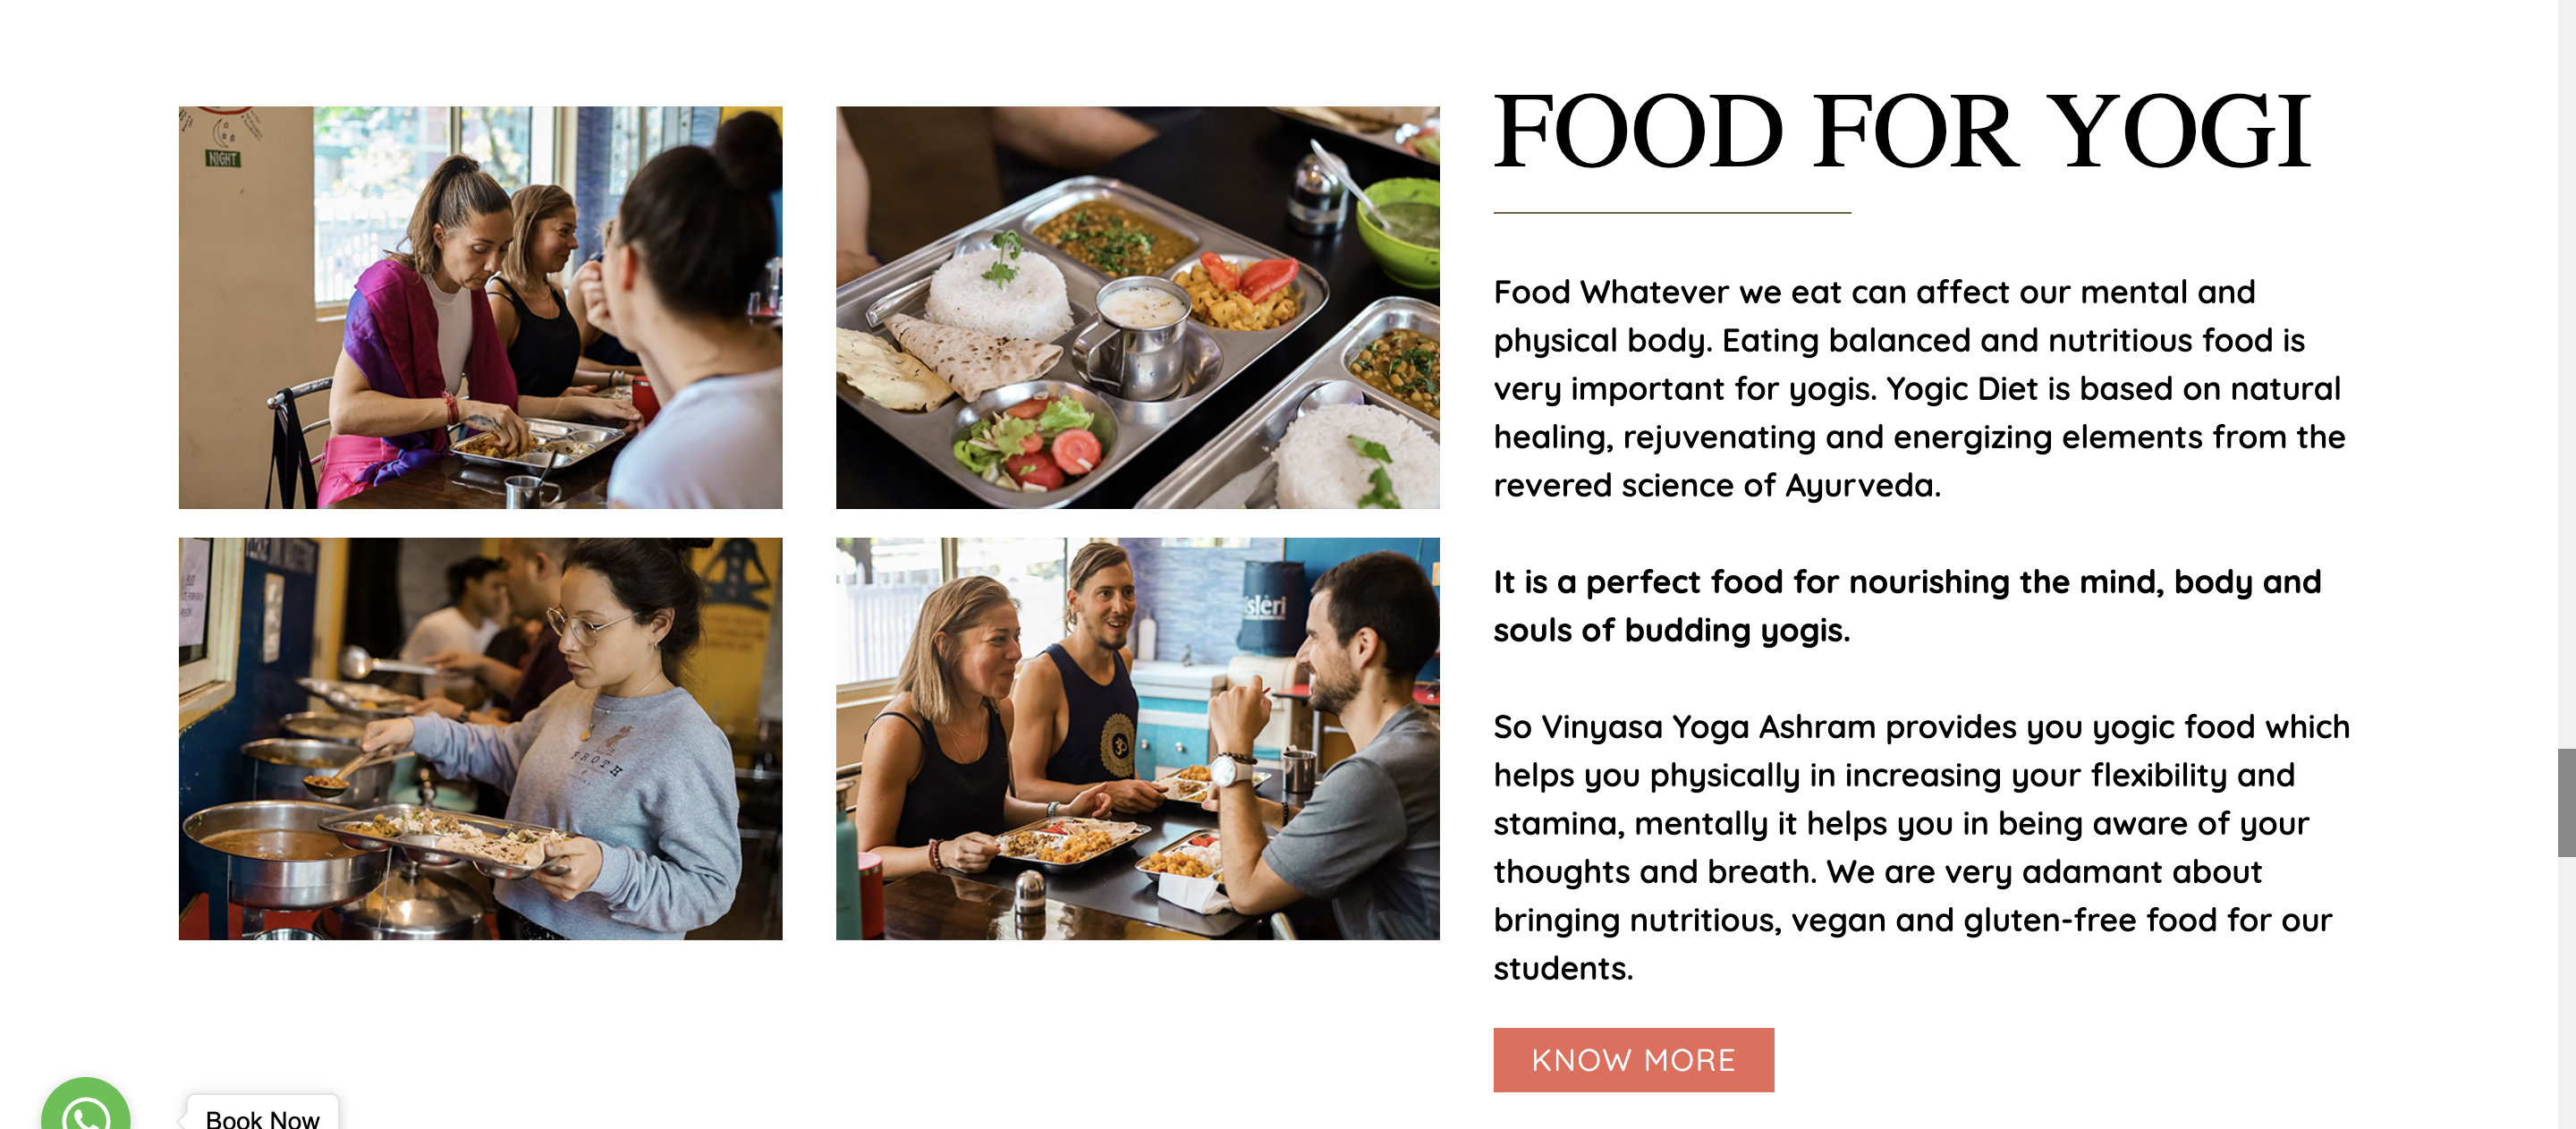 NIGHT
FROTH
FOOD FOR YOGI
Food Whatever we eat can affect our mental and
physical body. Eating balanced and nutritious food is
very important for yogis. Yogic Diet is based on natural
healing, rejuvenating and energizing elements from the
revered science of Ayurveda.
It is a perfect food for nourishing the mind, body and
souls of budding yogis.
So Vinyasa Yoga Ashram provides you yogic food which
helps you physically in increasing your flexibility and
stamina, mentally it helps you in being aware of your
thoughts and breath. We are very adamant about
bringing nutritious, vegan and gluten-free food for our
students.
KNOW MORE
Book Now